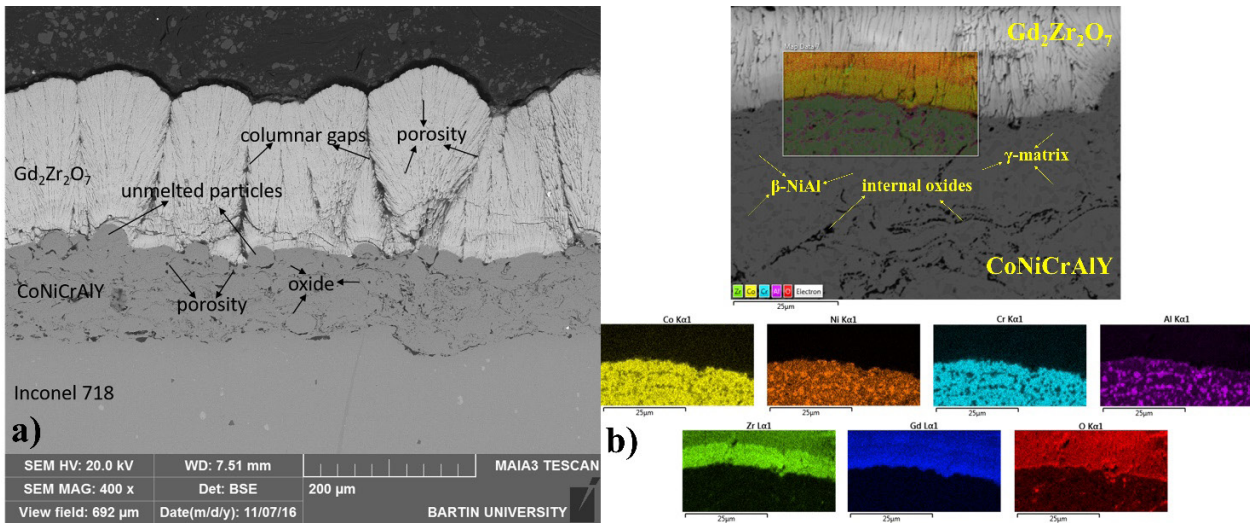 columnar gaps
porosity
Gd₂Zr₂O₇
unmelted particles
CoNiCrAlY
oxide
porosity
Inconel 718
a)
SEM HV: 20.0 kV
WD: 7.51 mm
MAIA3 TESCAN
SEM MAG: 400 x
Det: BSE
200 µm
View field: 692 µm
Date(m/d/y): 11/07/16
BARTIN UNIVERSITY
Gd₂Zr₂O₇
γ-matrix
β-NiAl
internal oxides
CoNiCrAlY
Zr Co Cr Al O Electron
25µm
Co Kα1
Ni Kα1
Cr Kα1
Al Kα1
25µm
25µm
25µm
25µm
Zr Lα1
Gd Lα1
O Kα1
b)
25µm
25µm
25µm